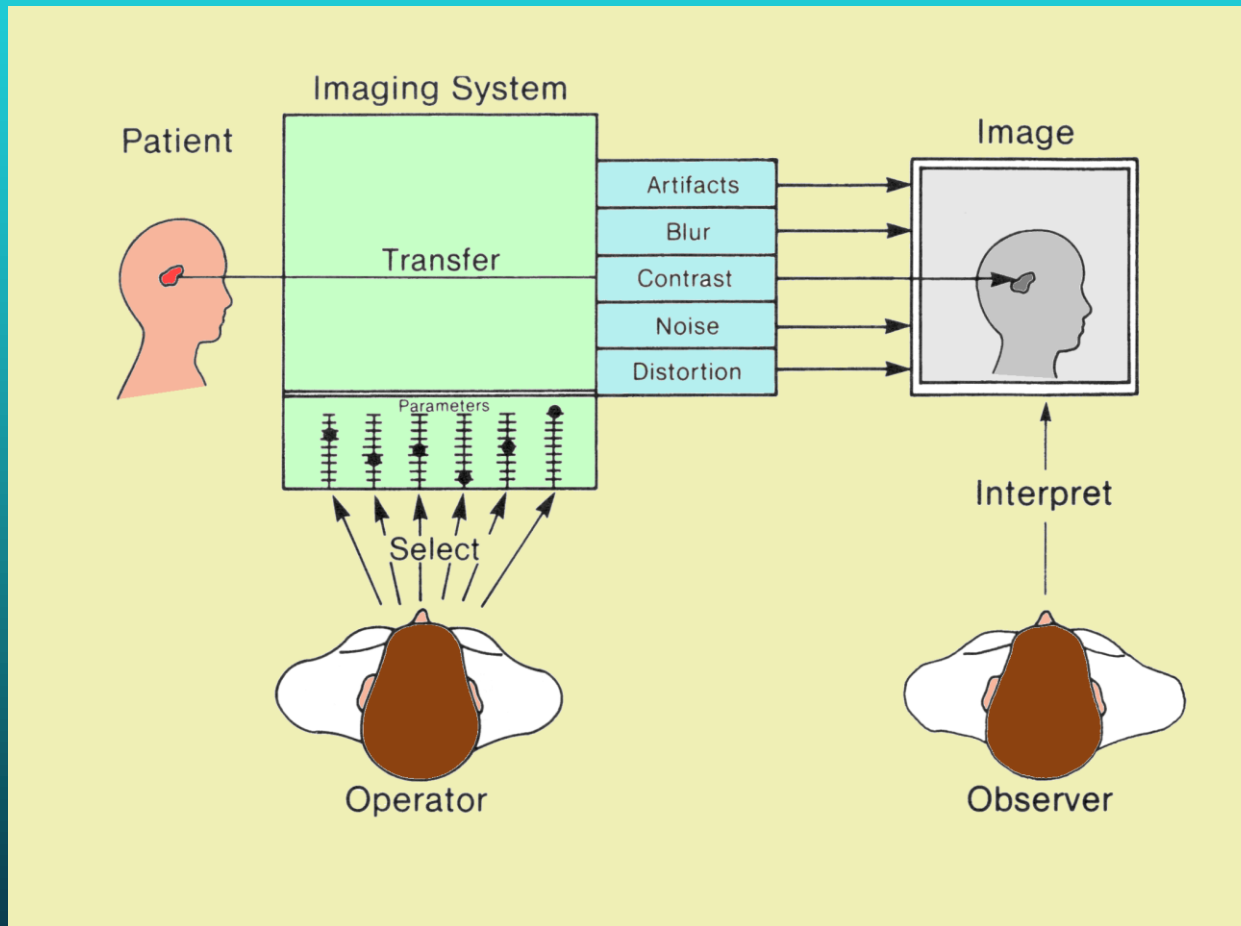 Imaging System
Patient
Image
Artifacts
Blur
Transfer
Contrast
Noise
Distortion
Parameters
Interpret
Select
Operator
Observer